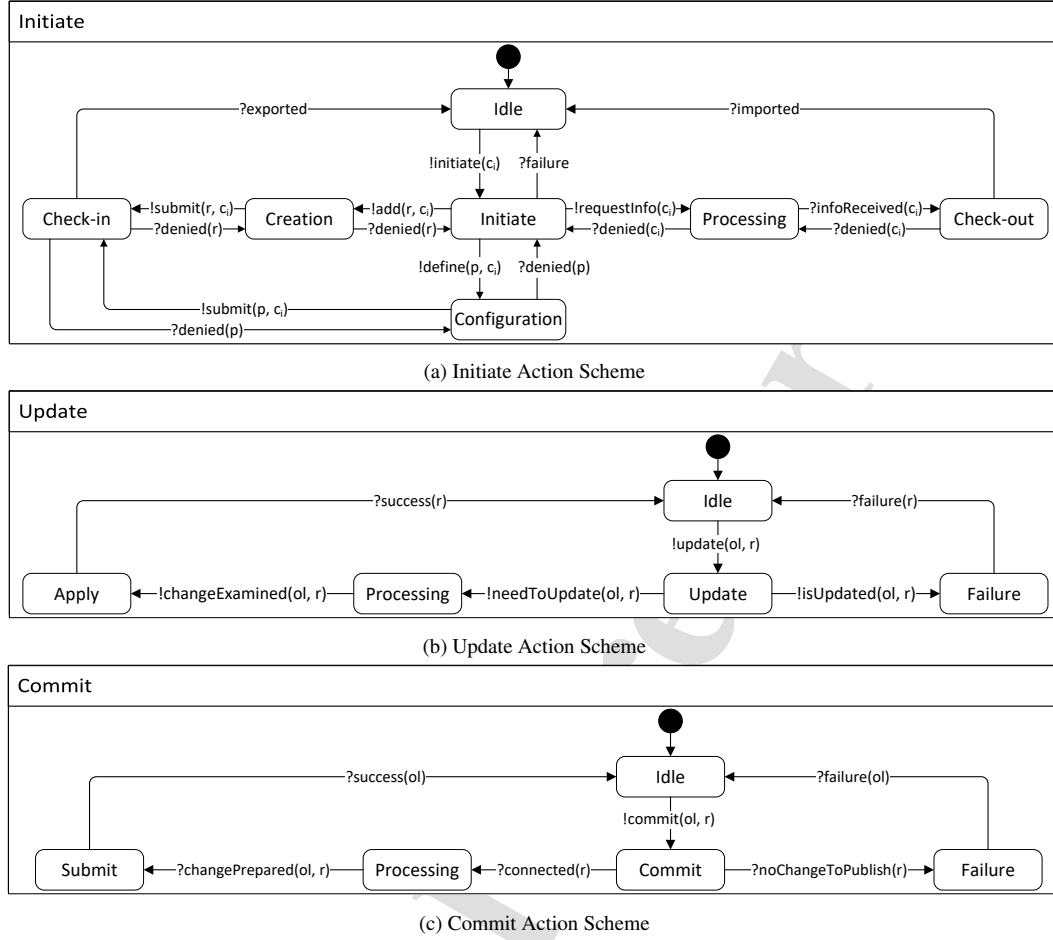 Initiate
Idle
?exported
?imported
!initiate(cᵢ)
?failure
Check-in
!submit(r, cᵢ)
?denied(r)
Creation
!add(r, cᵢ)
?denied(r)
Initiate
!requestInfo(cᵢ)
?denied(cᵢ)
Processing
?infoReceived(cᵢ)
?denied(cᵢ)
Check-out
!define(p, cᵢ)
?denied(p)
!submit(p, cᵢ)
?denied(p)
Configuration
(a) Initiate Action Scheme
Update
?success(r)
Idle
?failure(r)
!update(ol, r)
Apply
!changeExamined(ol, r)
Processing
!needToUpdate(ol, r)
Update
!isUpdated(ol, r)
Failure
(b) Update Action Scheme
Commit
?success(ol)
Idle
?failure(ol)
!commit(ol, r)
Submit
?changePrepared(ol, r)
Processing
?connected(r)
Commit
?noChangeToPublish(r)
Failure
(c) Commit Action Scheme